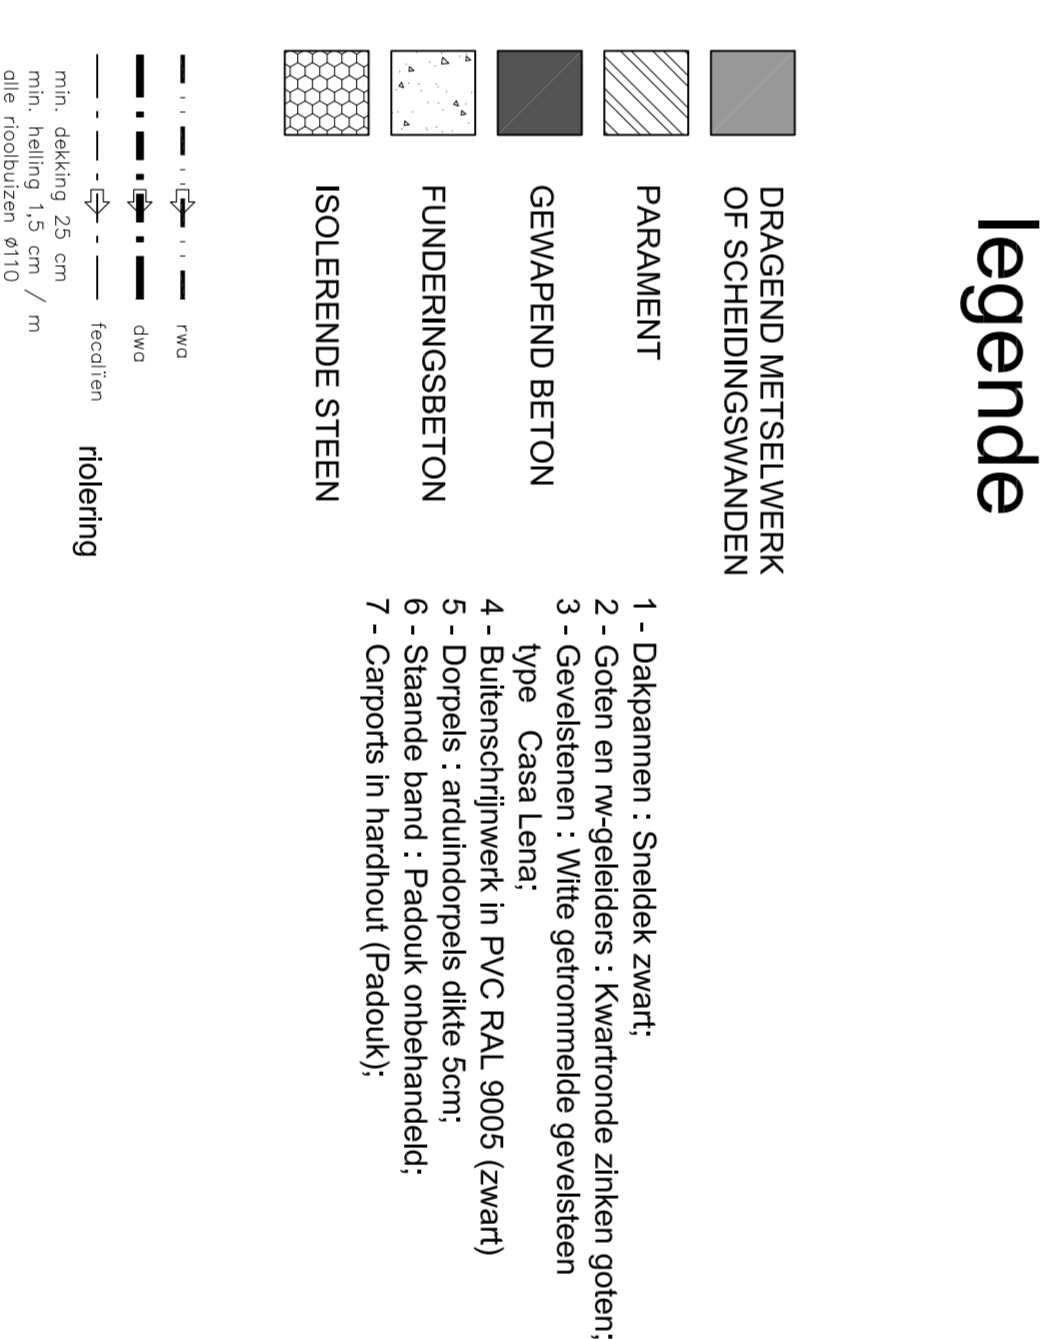 legende
DRAGEND METSELWERK
OF SCHEIDINGSWANDEN
PARAMENT
GEWAPEND BETON
FUNDERINGSBETON
ISOLERENDE STEEN
1 - Dakpannen : Sneldek zwart;
2 - Goten en rw-geleiders : Kwartronde zinken goten;
3 - Gevelstenen : Witte getrommelde gevelsteen
type Casa Lena;
4 - Buitenschrijnwerk in PVC RAL 9005 (zwart)
5 - Dorpels : arduindorpels dikte 5cm;
6 - Staande band : Padouk onbehandeld;
7 - Carports in hardhout (Padouk);
rwa
dwa
fecalïen
riolering
min. dekking 25 cm
min. helling 1,5 cm / m
alle rioolbuizen ø110